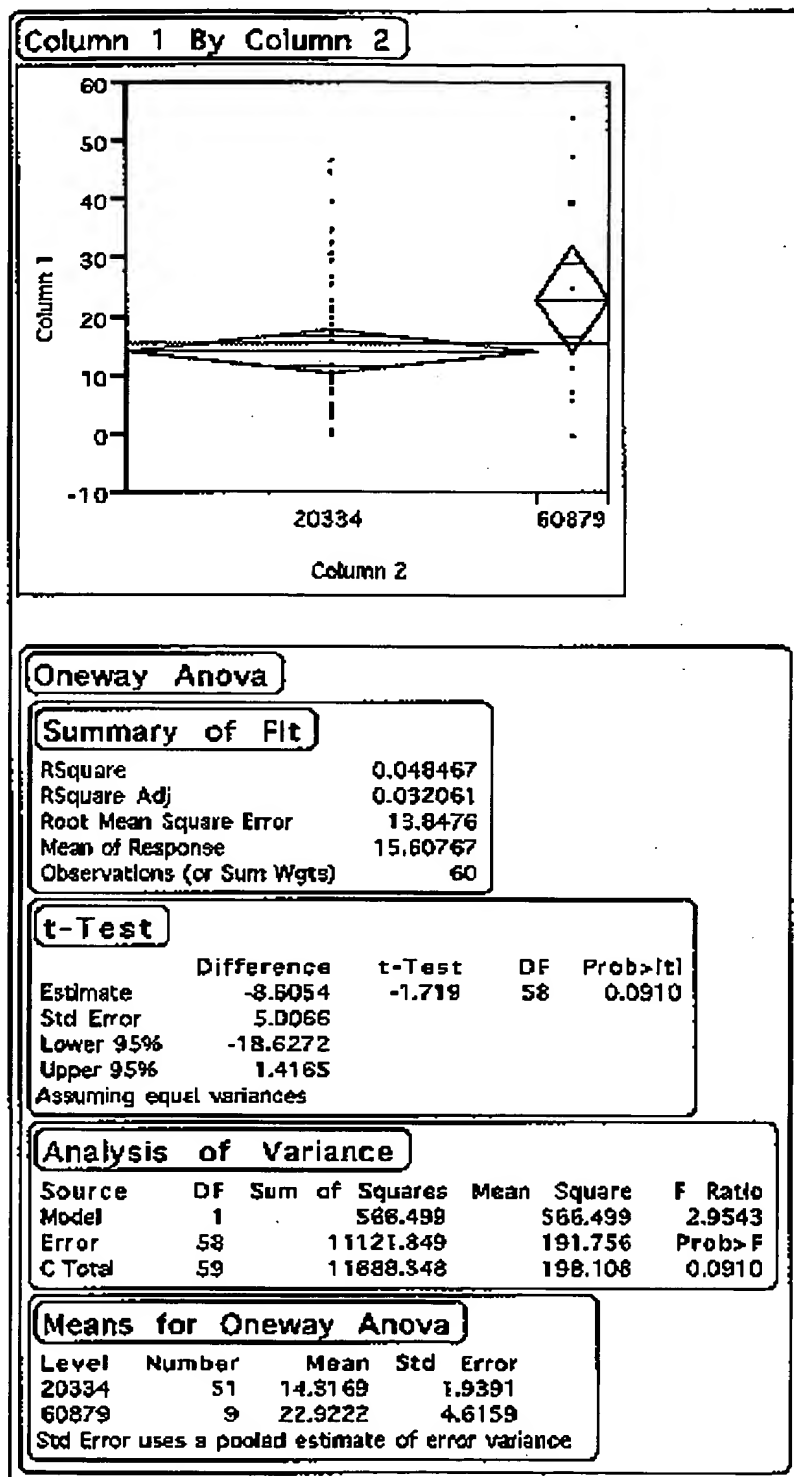 Column 1 By Column 2
60
50
40
30
20
10
0
-10
Column 1
20334 60879
Column 2
Oneway Anova
Summary of Fit
RSquare 0.048467
RSquare Adj 0.032061
Root Mean Square Error 13.8476
Mean of Response 15.60767
Observations (or Sum Wgts) 60
t-Test
Difference t-Test DF Prob>|t|
Estimate -8.6054 -1.719 58 0.0910
Std Error 5.0066
Lower 95% -18.6272
Upper 95% 1.4165
Assuming equal variances
Analysis of Variance
Source DF Sum of Squares Mean Square F Ratio
Model 1 566.499 566.499 2.9543
Error 58 11121.849 191.756 Prob>F
C Total 59 11688.348 198.108 0.0910
Means for Oneway Anova
Level Number Mean Std Error
20334 51 14.3169 1.9391
60879 9 22.9222 4.6159
Std Error uses a pooled estimate of error variance